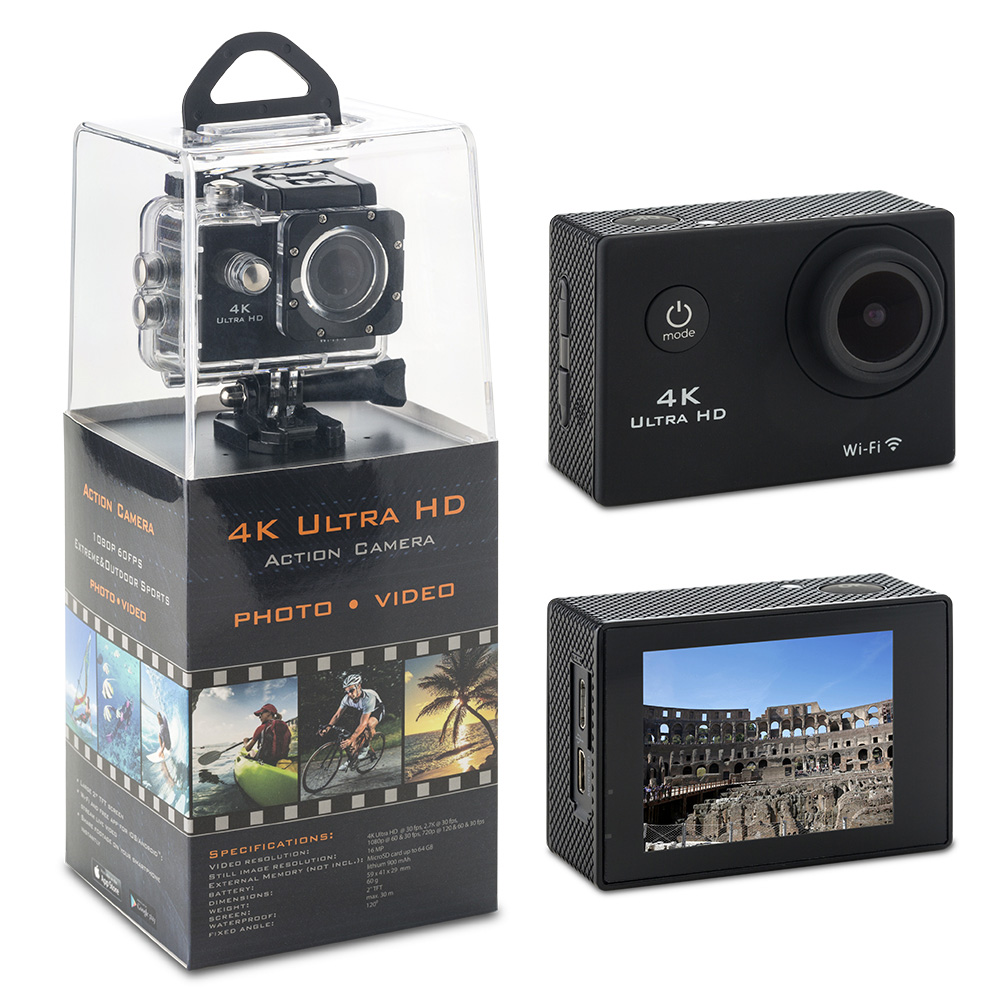 4K
ULTRA HD
4K ULTRA HD
ACTION CAMERA
PHOTO • VIDEO
ACTION CAMERA
1080P 60FPS
EXTREME&OUTDOOR SPORTS
PHOTO • VIDEO
SPECIFICATIONS:
VIDEO RESOLUTION:
STILL IMAGE RESOLUTION:
EXTERNAL MEMORY (NOT INCL.):
BATTERY:
DIMENSIONS:
WEIGHT:
SCREEN:
WATERPROOF:
FIXED ANGLE:
4K Ultra HD @ 30 fps, 2.7K @ 30 fps,
1080p @ 60 & 30 fps, 720p @ 120 & 60 & 30 fps
16 MP
MicroSD card up to 64 GB
lithium 900 mAh
59 x 41 x 29 mm
60 g
2" TFT
max 30 m
120°
App Store
Google play
mode
4K
ULTRA HD
Wi-Fi